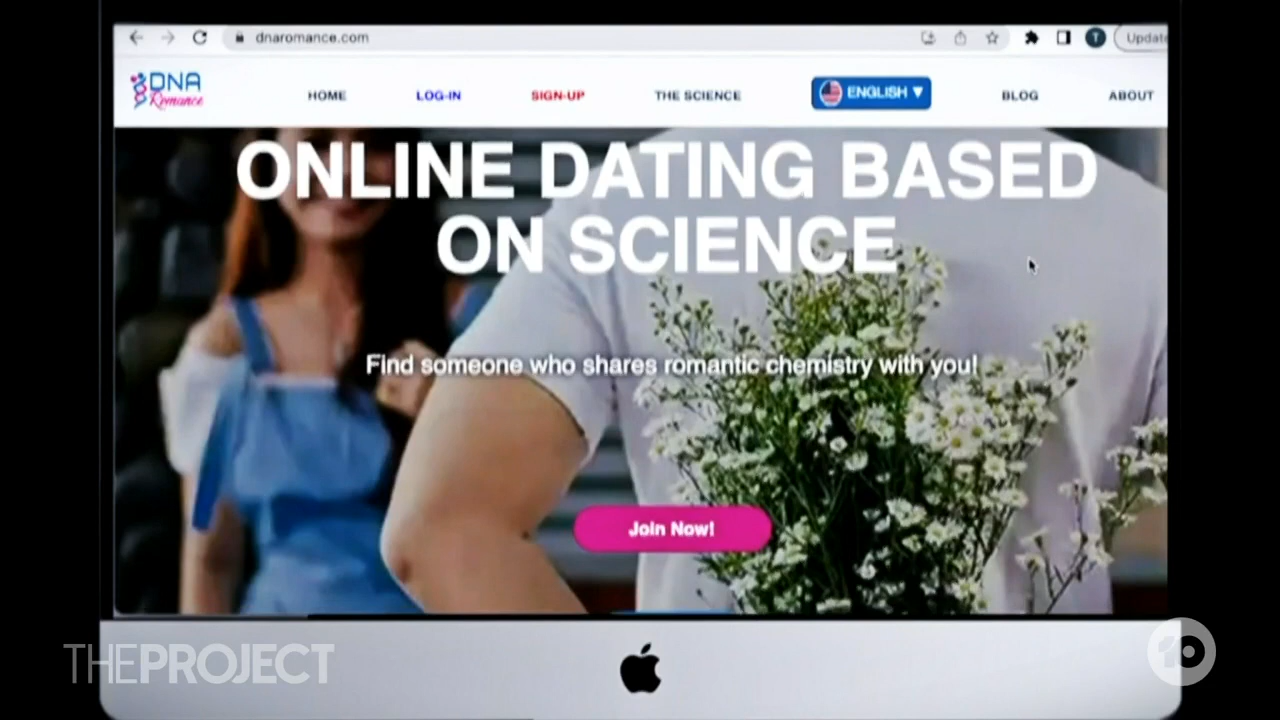 dnaromance.com
Update
DNA
Romance
HOME
LOG-IN
SIGN-UP
THE SCIENCE
ENGLISH ▼
BLOG
ABOUT
ONLINE DATING BASED
ON SCIENCE
Find someone who shares romantic chemistry with you!
Join Now!
THEPROJECT
10